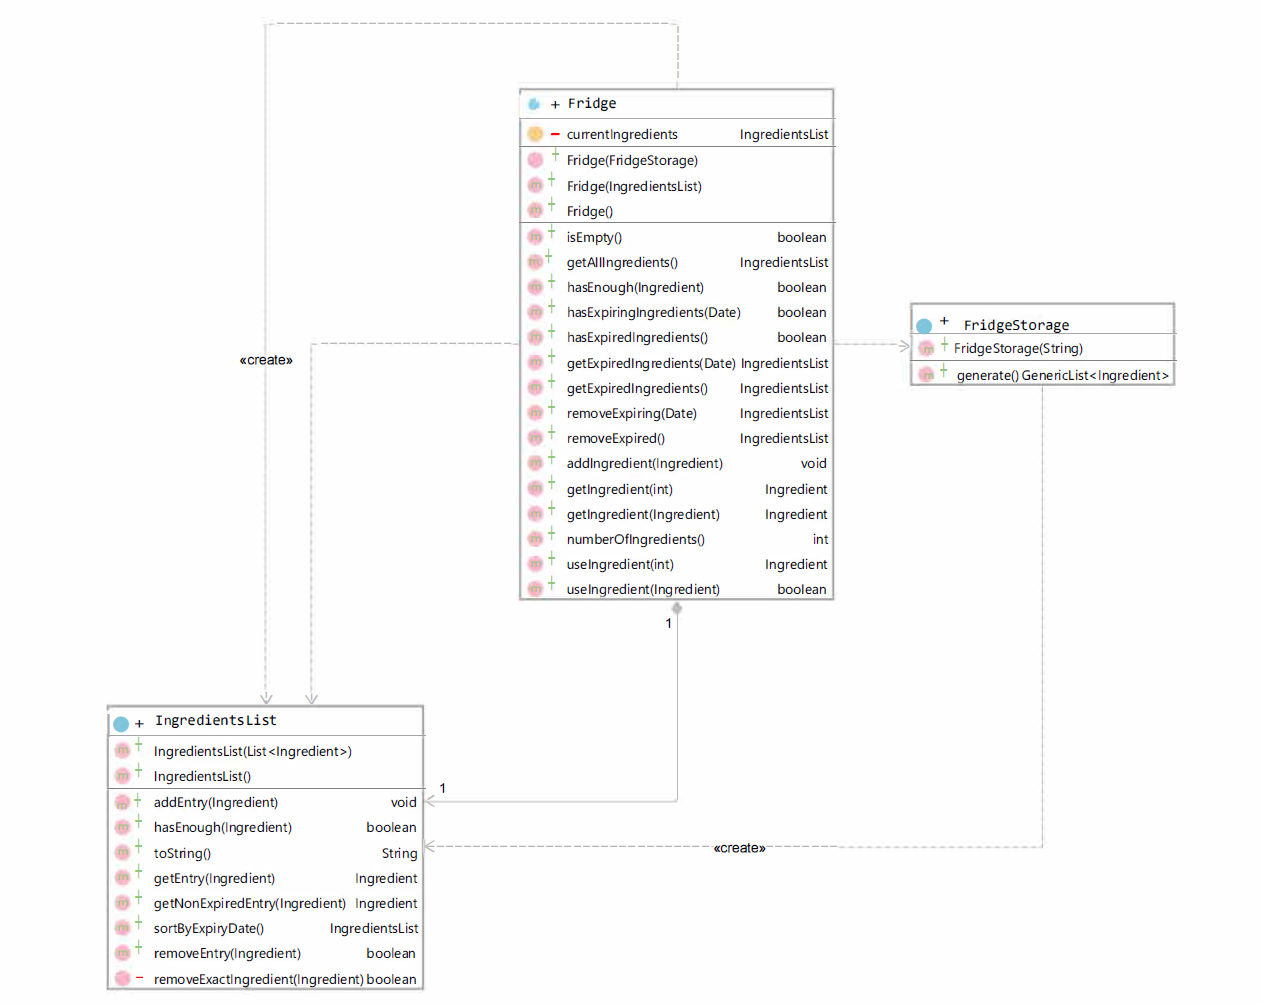 + Fridge
- currentIngredients IngredientsList
+ Fridge(FridgeStorage)
+ Fridge(IngredientsList)
+ Fridge()
+ isEmpty() boolean
+ getAllIngredients() IngredientsList
+ hasEnough(Ingredient) boolean
+ hasExpiringIngredients(Date) boolean
+ hasExpiredIngredients() boolean
+ getExpiredIngredients(Date) IngredientsList
+ getExpiredIngredients() IngredientsList
+ removeExpiring(Date) IngredientsList
+ removeExpired() IngredientsList
+ addIngredient(Ingredient) void
+ getIngredient(int) Ingredient
+ getIngredient(Ingredient) Ingredient
+ numberOfIngredients() int
+ useIngredient(int) Ingredient
+ useIngredient(Ingredient) boolean
+ FridgeStorage
+ FridgeStorage(String)
+ generate() GenericList<Ingredient>
«create»
1
+ IngredientsList
+ IngredientsList(List<Ingredient>)
+ IngredientsList()
+ addEntry(Ingredient) void
+ hasEnough(Ingredient) boolean
+ toString() String
+ getEntry(Ingredient) Ingredient
+ getNonExpiredEntry(Ingredient) Ingredient
+ sortByExpiryDate() IngredientsList
+ removeEntry(Ingredient) boolean
- removeExactIngredient(Ingredient) boolean
1
«create»